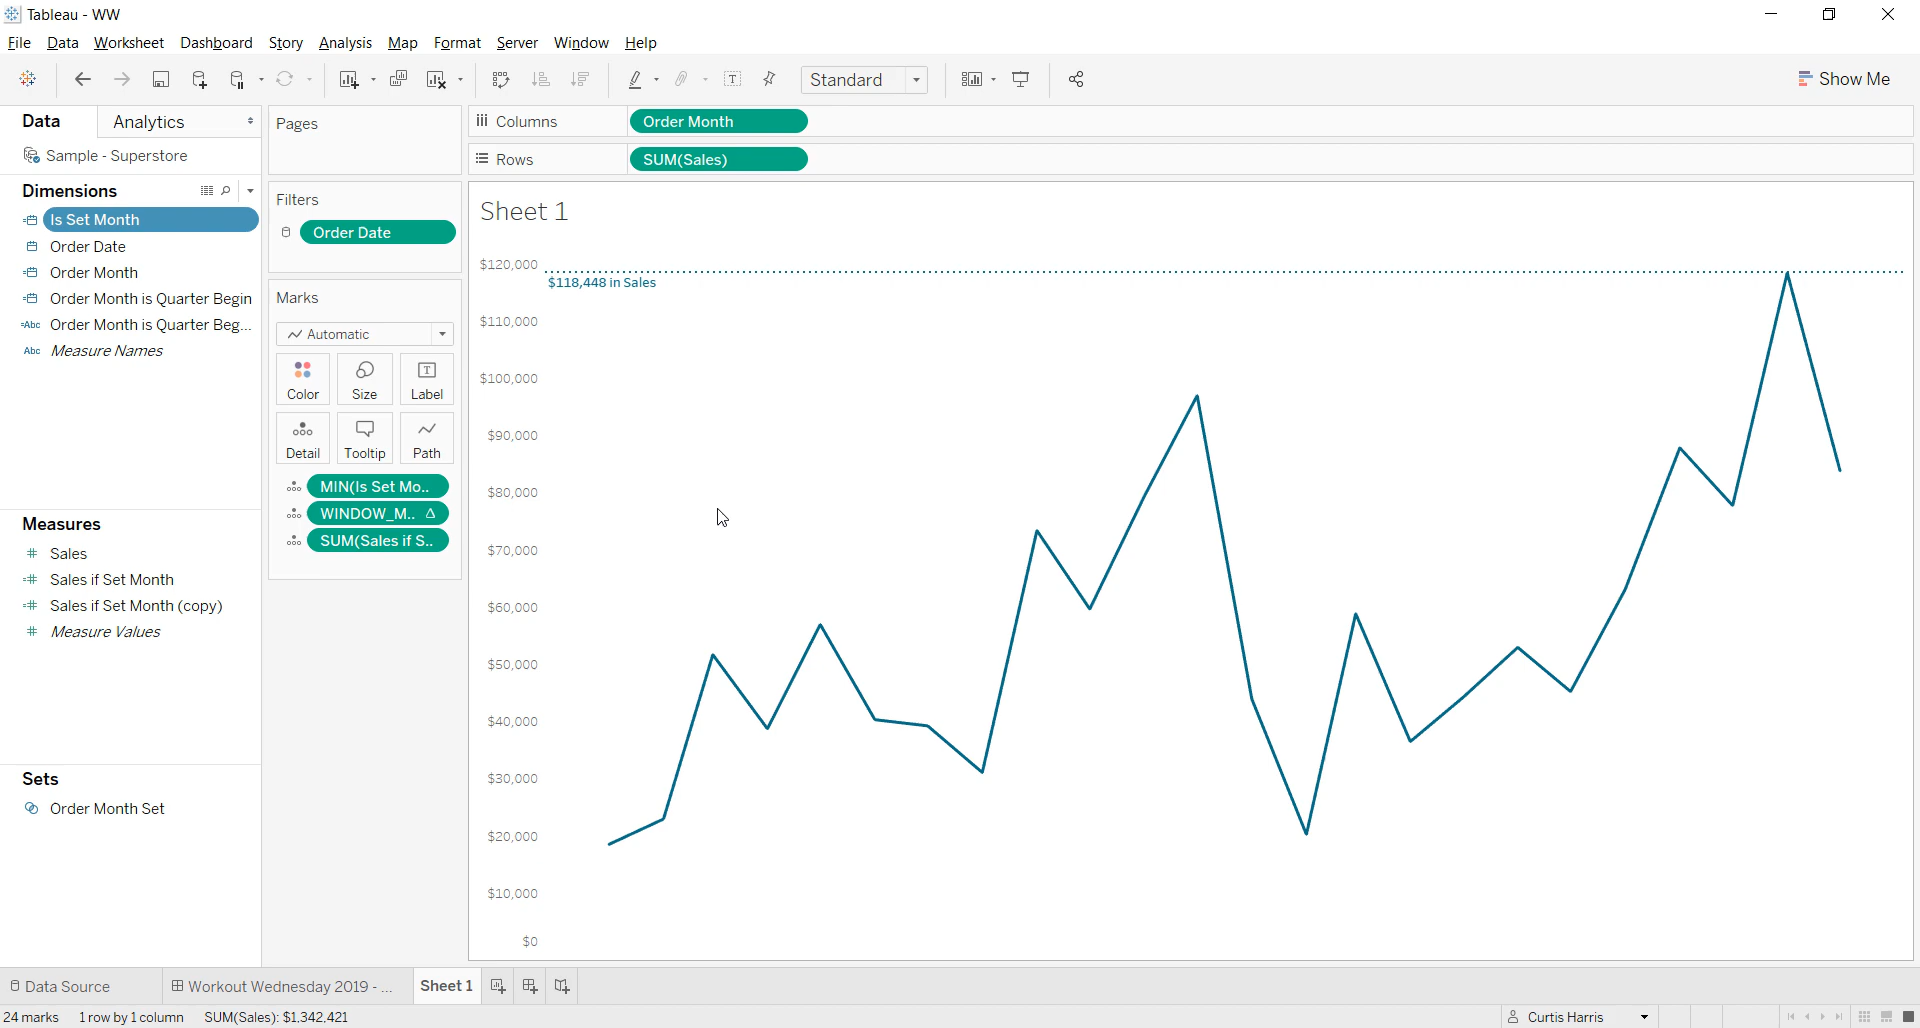 Tableau - WW
File Data Worksheet Dashboard Story Analysis Map Format Server Window Help
Standard
Show Me
Data
Analytics
Sample - Superstore
Dimensions
Is Set Month
Order Date
Order Month
Order Month is Quarter Begin
Abc Order Month is Quarter Beg...
Abc Measure Names
Measures
Sales
Sales if Set Month
Sales if Set Month (copy)
Measure Values
Sets
Order Month Set
Pages
Filters
Order Date
Marks
Automatic
Color Size Label
Detail Tooltip Path
MIN(Is Set Mo..
WINDOW_M.. Δ
SUM(Sales if S..
Columns Order Month
Rows SUM(Sales)
Sheet 1
$120,000
$118,448 in Sales
$110,000
$100,000
$90,000
$80,000
$70,000
$60,000
$50,000
$40,000
$30,000
$20,000
$10,000
$0
Data Source
Workout Wednesday 2019 - ...
Sheet 1
24 marks 1 row by 1 column SUM(Sales): $1,342,421
Curtis Harris